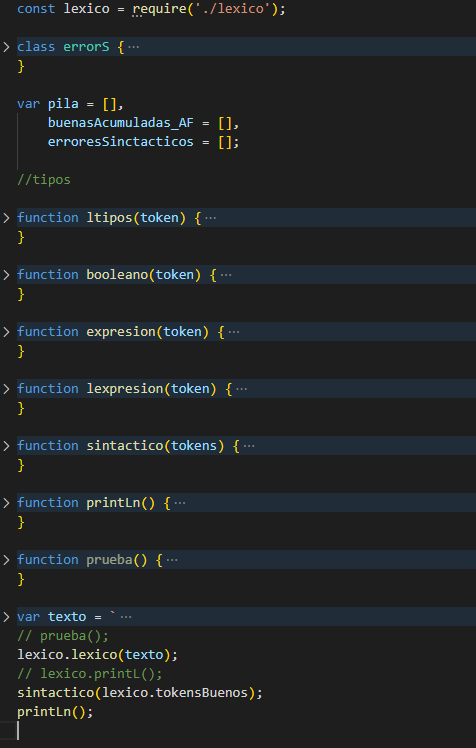 const lexico = require('./lexico');
class errorS {···
}
var pila = [],
    buenasAcumuladas_AF = [],
    erroresSinctacticos = [];
//tipos
function ltipos(token) {···
}
function booleano(token) {···
}
function expresion(token) {···
}
function lexpresion(token) {···
}
function sintactico(tokens) {···
}
function printLn() {···
}
function prueba() {···
}
var texto = `···
// prueba();
lexico.lexico(texto);
// lexico.printL();
sintactico(lexico.tokensBuenos);
printLn();